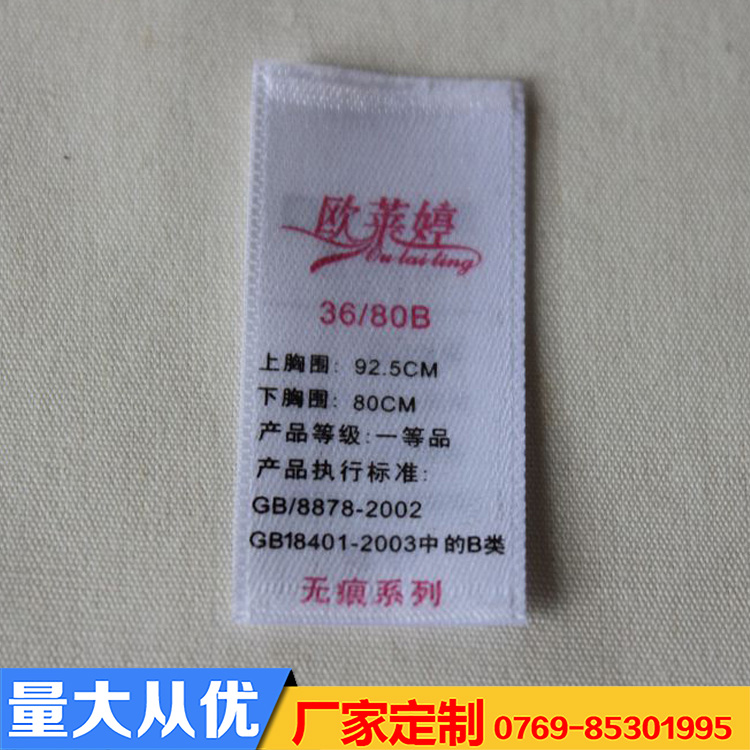 欧莱婷
Ou lai ting
36/80B
上胸围: 92.5CM
下胸围: 80CM
产品等级:一等品
产品执行标准:
GB/8878-2002
GB18401-2003中的B类
无痕系列
量大从优
厂家定制 0769-85301995